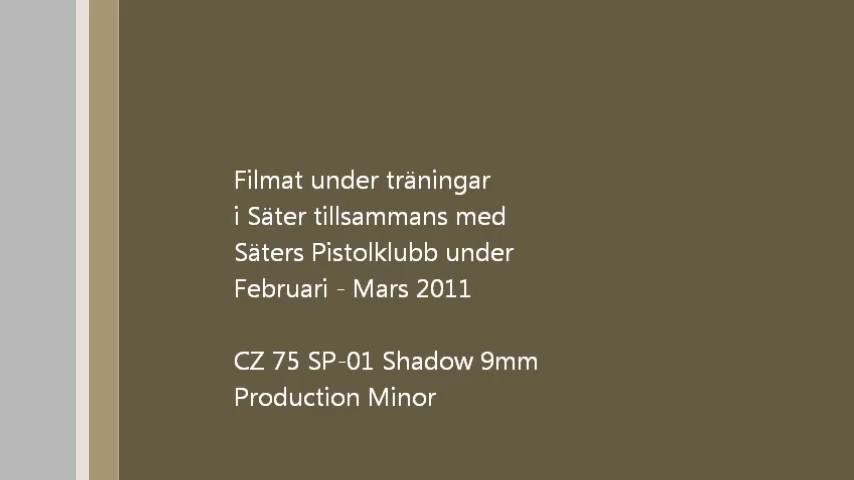 Filmat under träningar
i Säter tillsammans med
Säters Pistolklubb under
Februari - Mars 2011
CZ 75 SP-01 Shadow 9mm
Production Minor